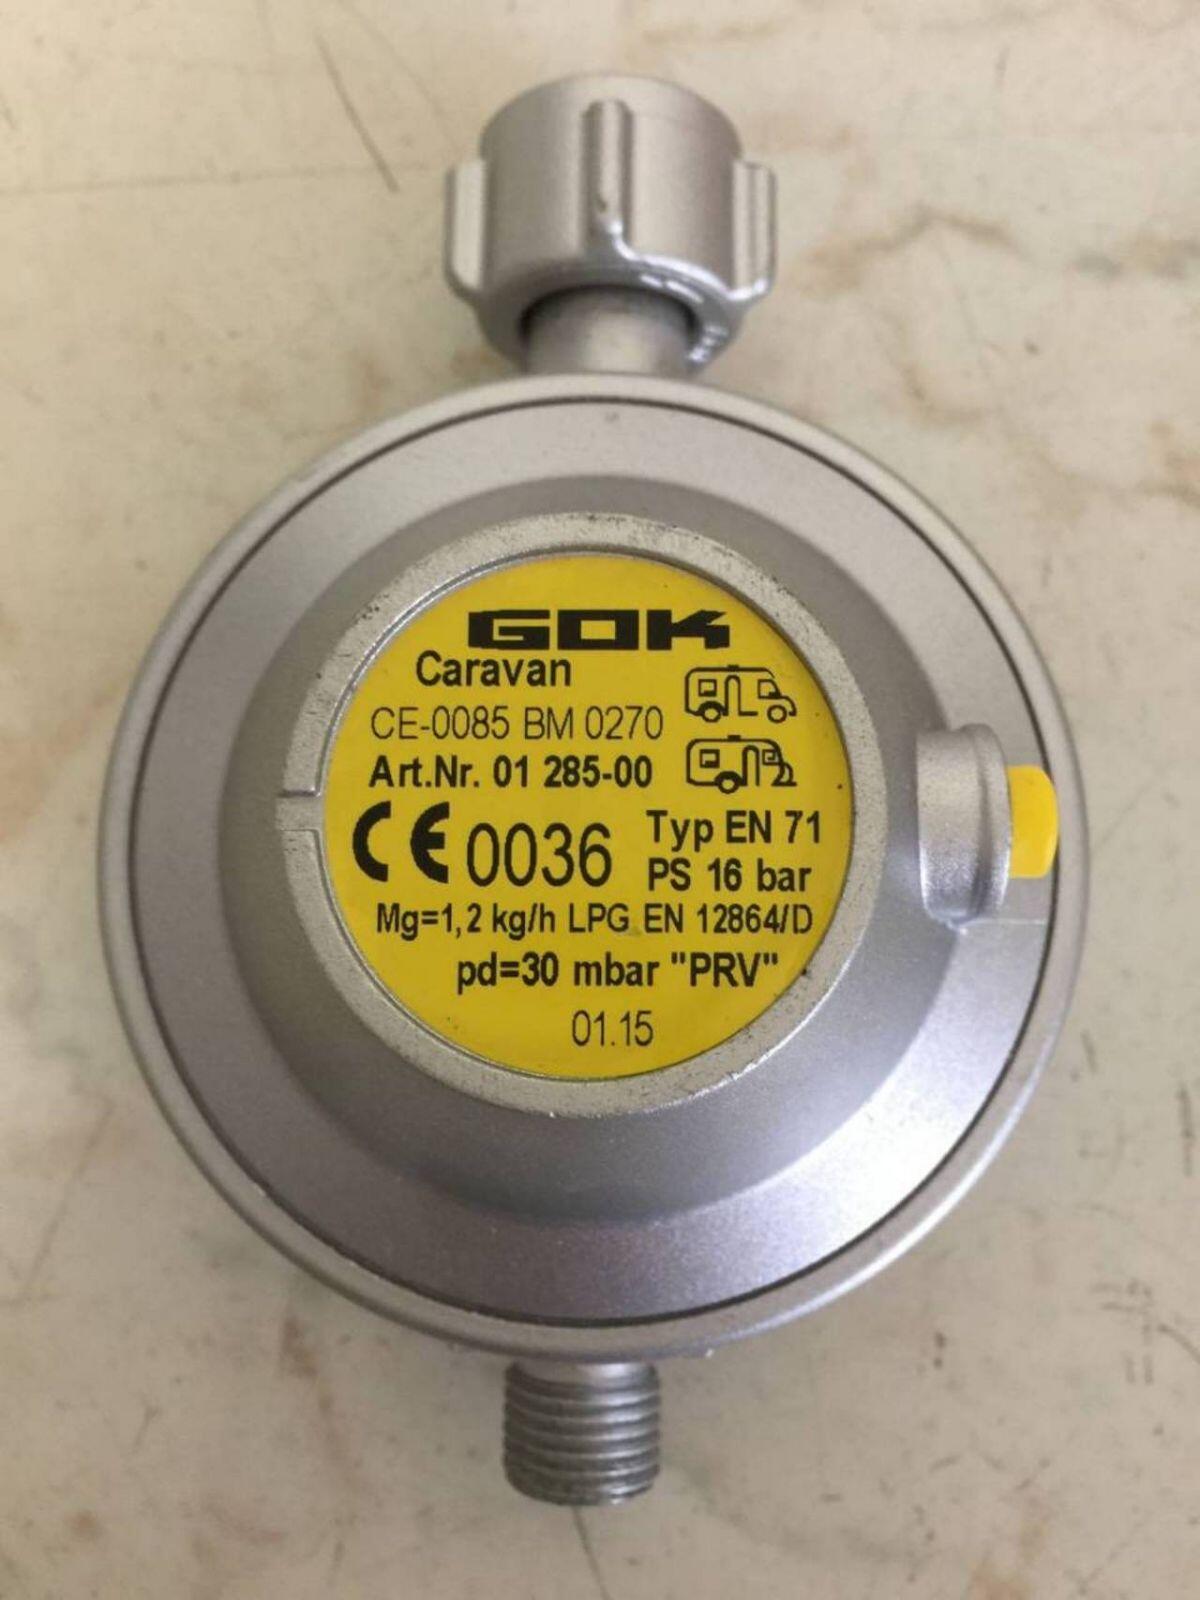 GOK
Caravan
CE-0085 BM 0270
Art.Nr. 01 285-00
CE 0036 Typ EN 71
PS 16 bar
Mg=1,2 kg/h LPG EN 12864/D
pd=30 mbar "PRV"
01.15